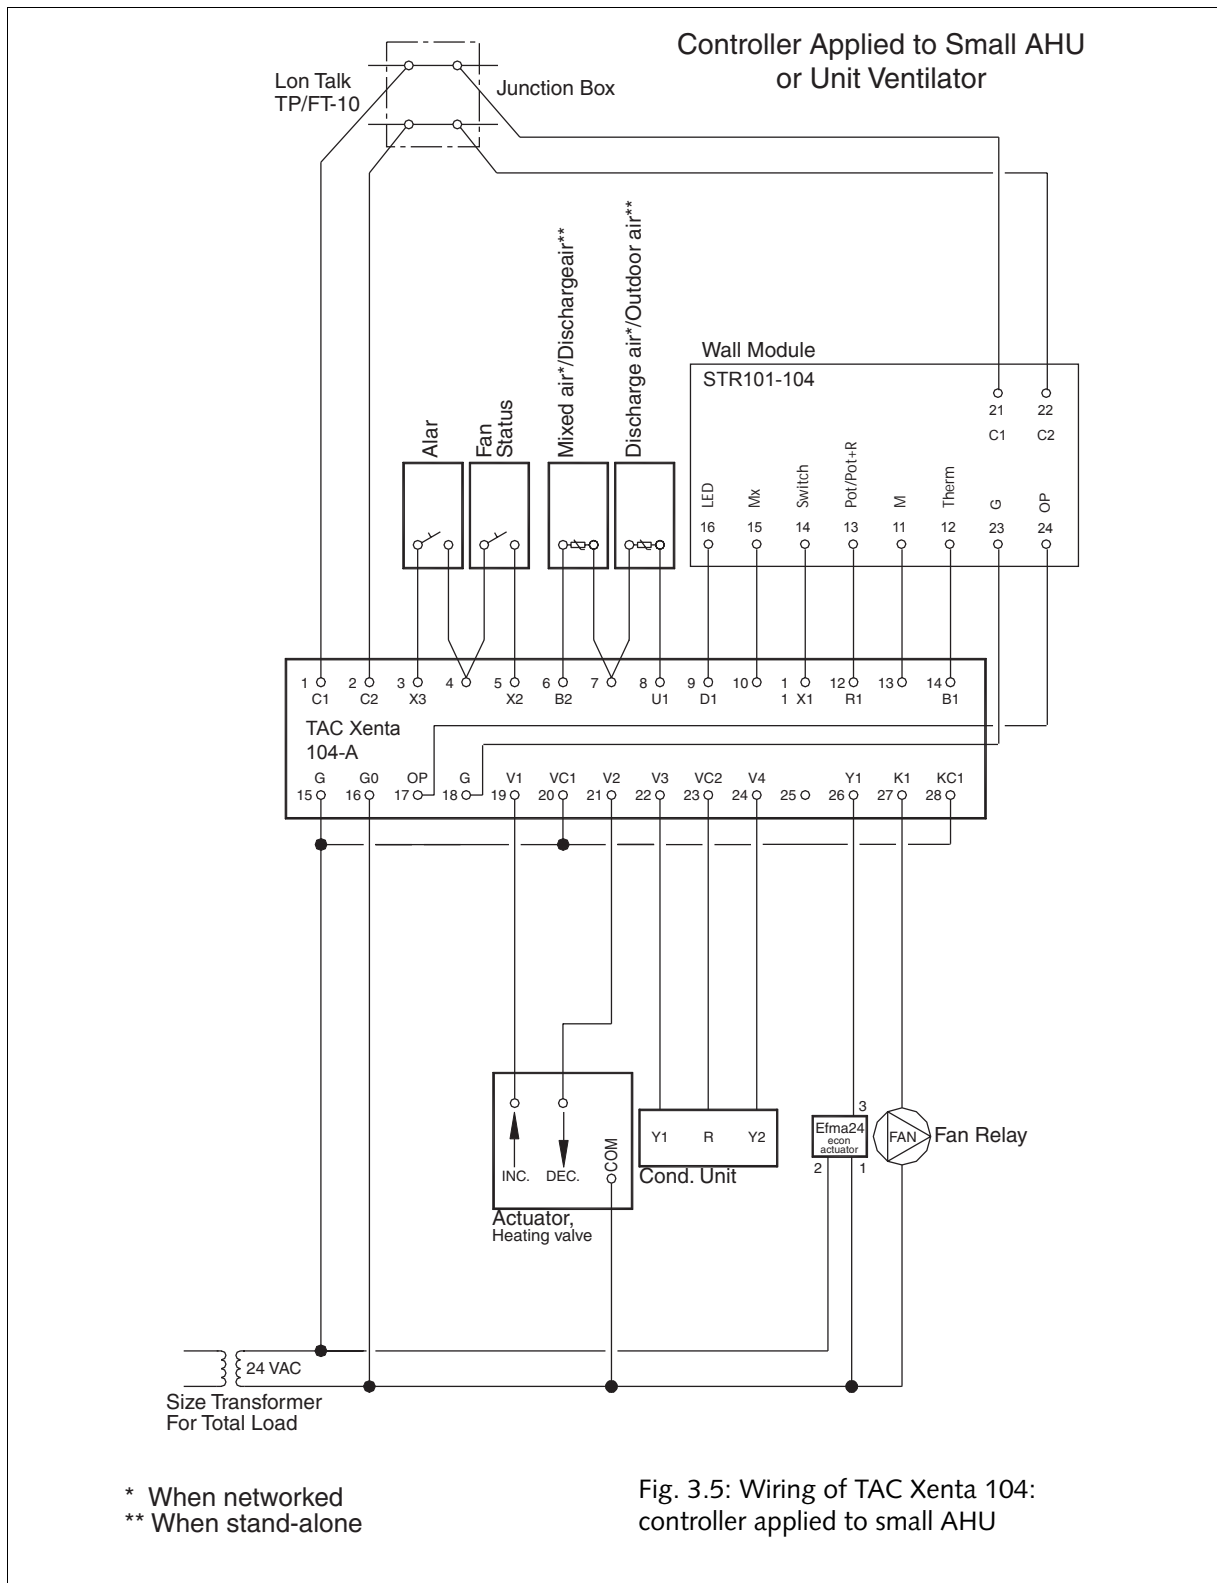 Controller Applied to Small AHU
or Unit Ventilator
Lon Talk
TP/FT-10
Junction Box
Alar
Fan
Status
Mixed air*/Dischargeair**
Discharge air*/Outdoor air**
Wall Module
STR101-104
21 22
C1 C2
LED Mx Switch Pot/Pot+R M Therm G OP
16 15 14 13 11 12 23 24
1 2 3 4 5 6 7 8 9 10 1 12 13 14
C1 C2 X3 X2 B2 U1 D1 1 X1 R1 B1
TAC Xenta
104-A
G G0 OP G V1 VC1 V2 V3 VC2 V4 Y1 K1 KC1
15 16 17 18 19 20 21 22 23 24 25 26 27 28
INC. DEC. COM
Actuator,
Heating valve
Y1 R Y2
Cond. Unit
3
Efma24
econ
actuator
2 1
FAN
Fan Relay
24 VAC
Size Transformer
For Total Load
* When networked
** When stand-alone
Fig. 3.5: Wiring of TAC Xenta 104:
controller applied to small AHU